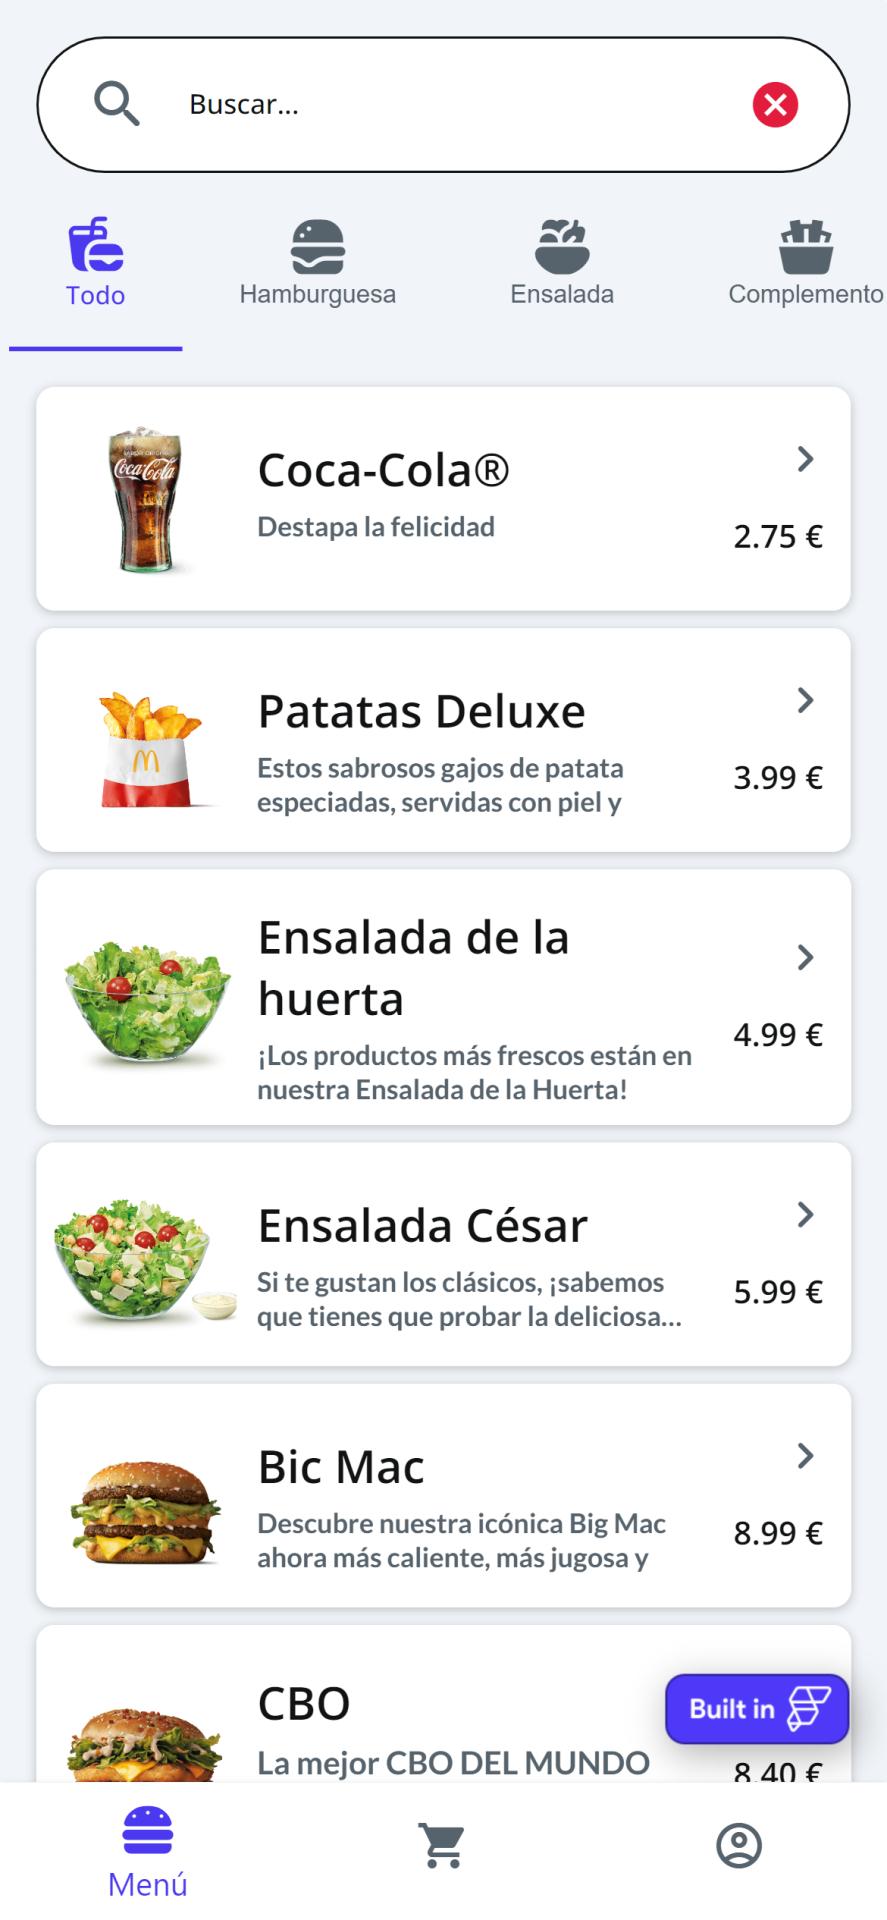 Buscar...
Todo
Hamburguesa
Ensalada
Complemento
Coca-Cola
Coca-Cola®
Destapa la felicidad
2.75 €
Patatas Deluxe
Estos sabrosos gajos de patata
especiadas, servidas con piel y
3.99 €
Ensalada de la
huerta
¡Los productos más frescos están en
nuestra Ensalada de la Huerta!
4.99 €
Ensalada César
Si te gustan los clásicos, ¡sabemos
que tienes que probar la deliciosa...
5.99 €
Bic Mac
Descubre nuestra icónica Big Mac
ahora más caliente, más jugosa y
8.99 €
CBO
Built in
La mejor CBO DEL MUNDO
8.40 €
Menú